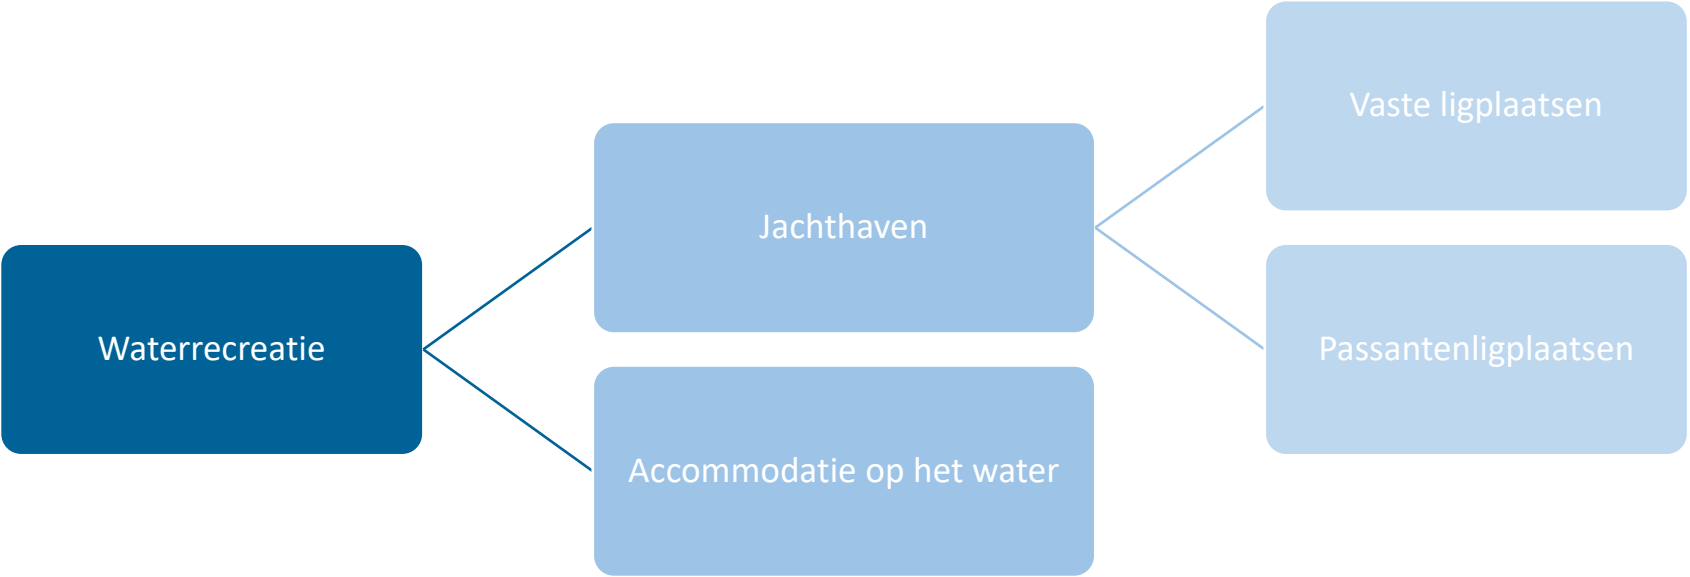 Waterrecreatie
Jachthaven
Accommodatie op het water
Vaste ligplaatsen
Passantenligplaatsen